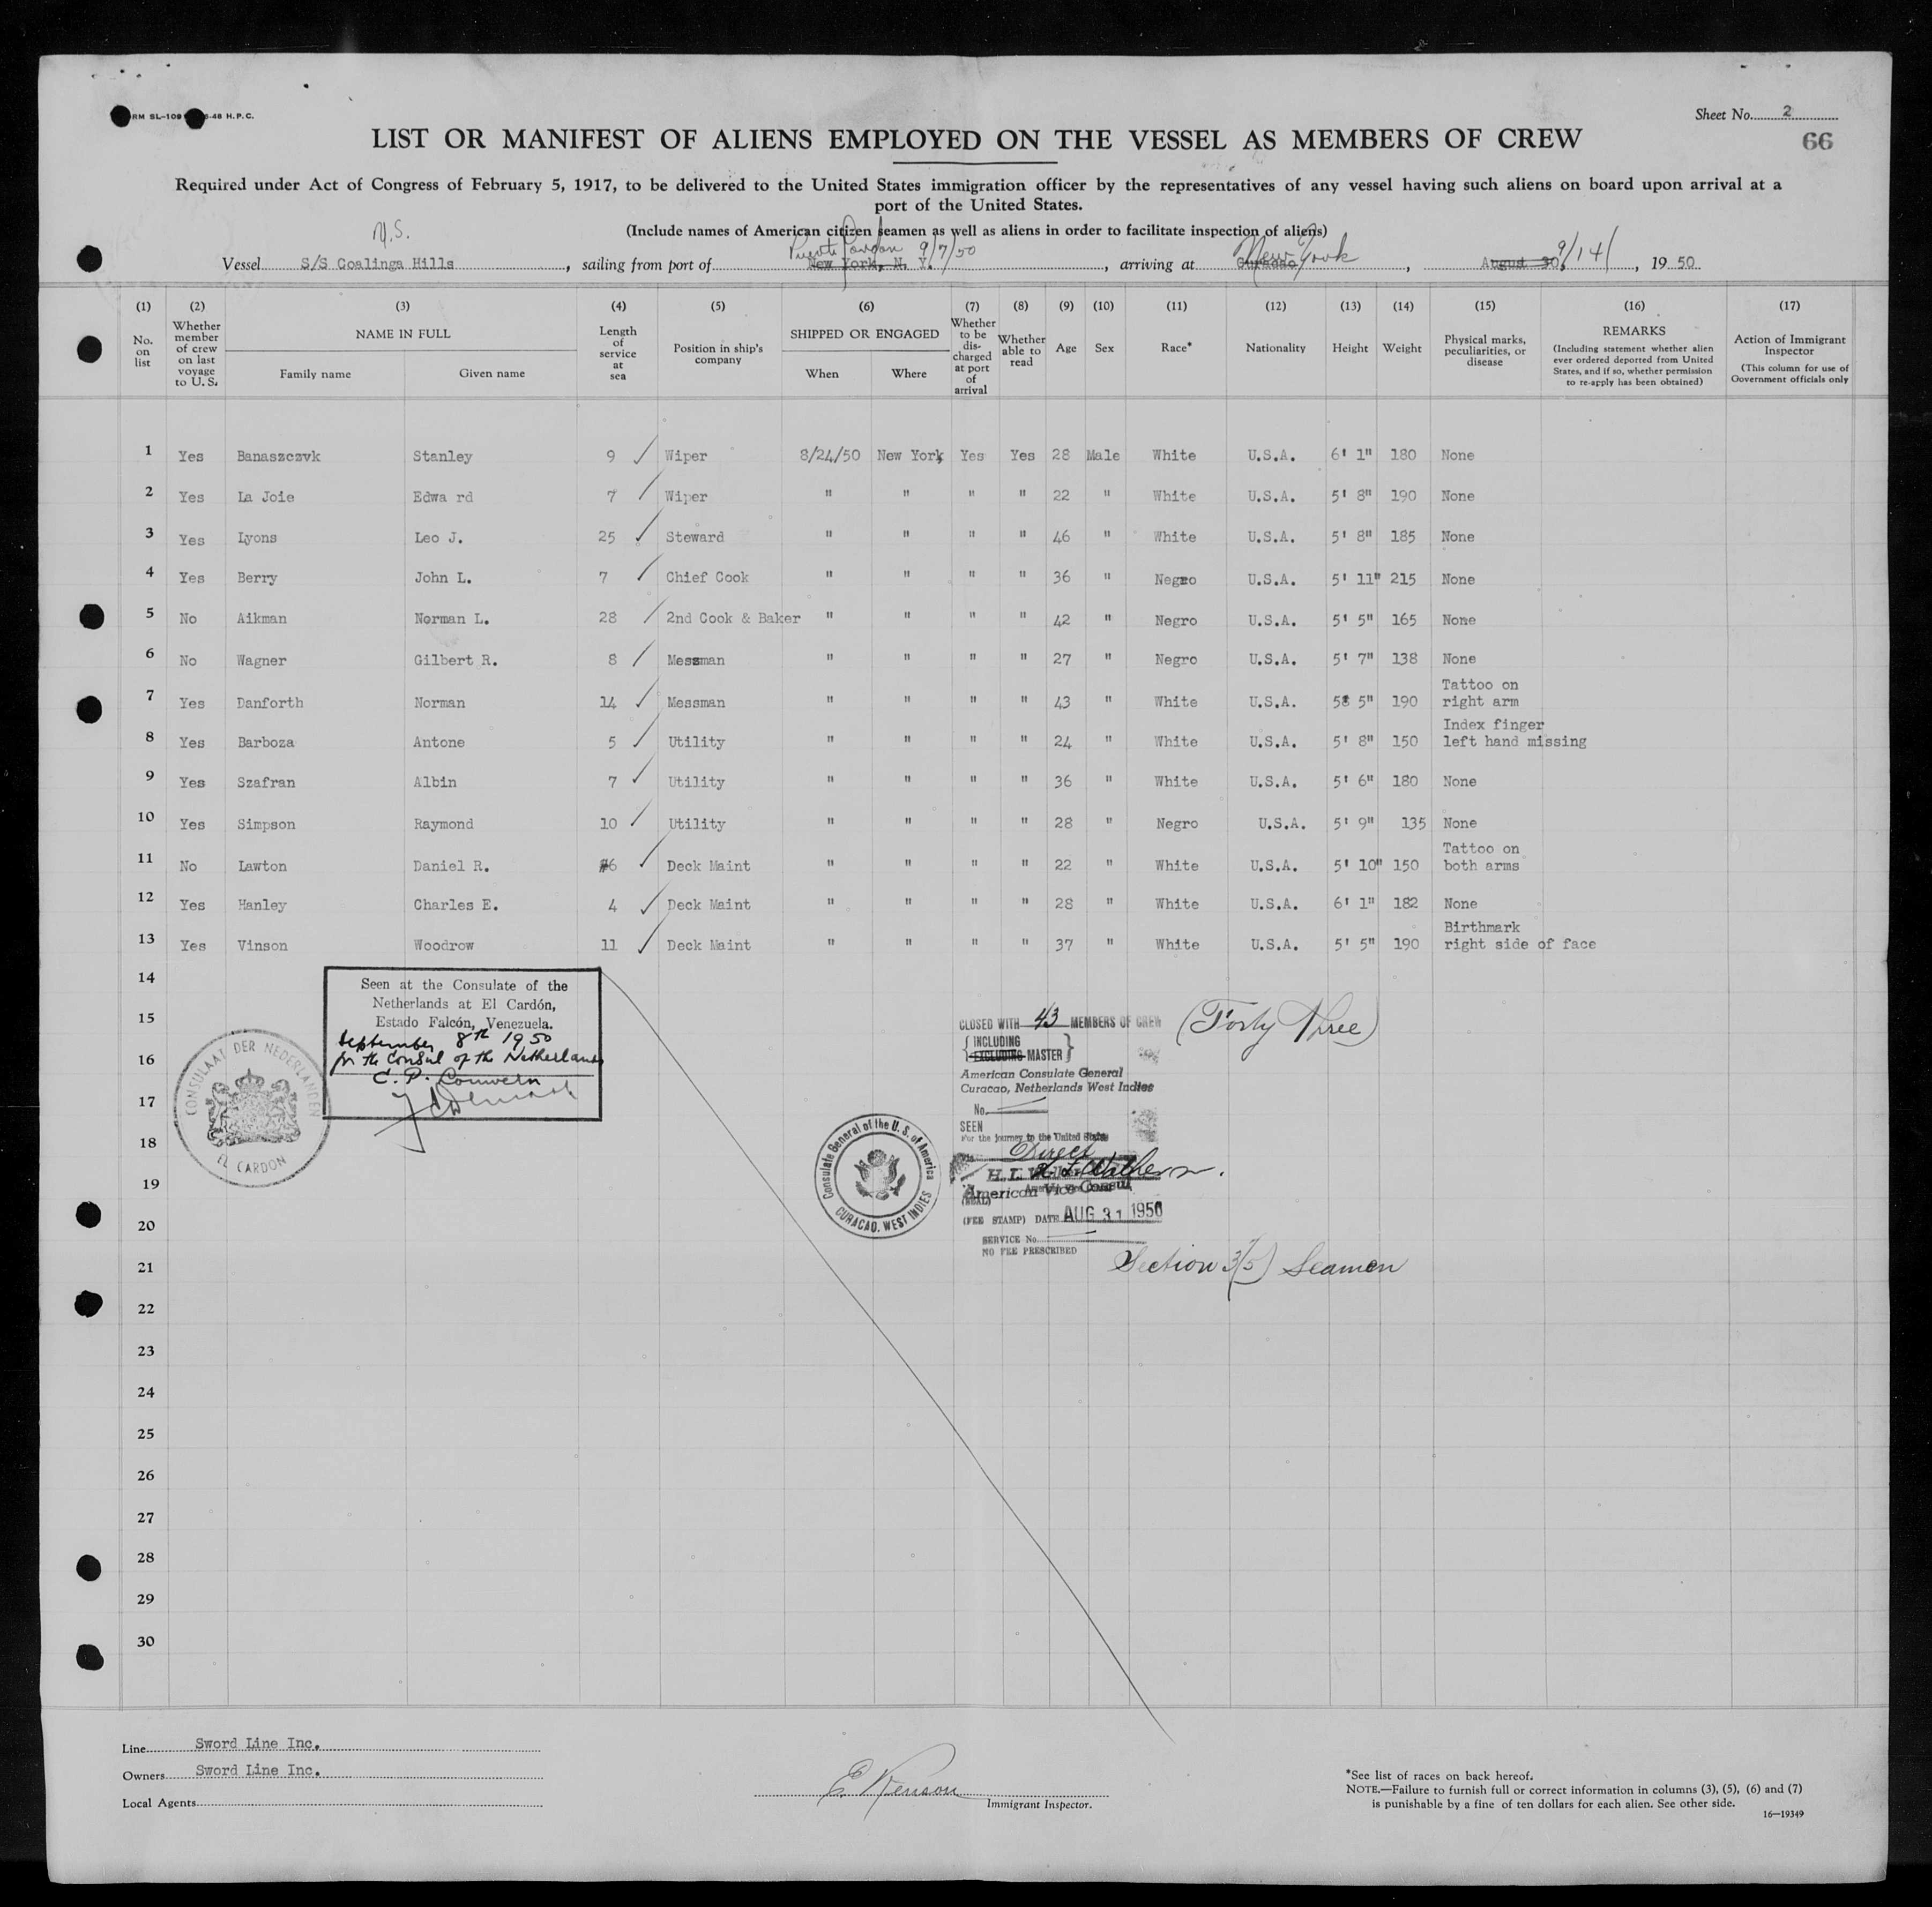 RM SL-109 -48 H.P.C.
Sheet No. 2
LIST OR MANIFEST OF ALIENS EMPLOYED ON THE VESSEL AS MEMBERS OF CREW
66
Required under Act of Congress of February 5, 1917, to be delivered to the United States immigration officer by the representatives of any vessel having such aliens on board upon arrival at a
port of the United States.
(Include names of American citizen seamen as well as aliens in order to facilitate inspection of aliens)
Vessel S/S Coalinga Hills, sailing from port of New York, N. Y. 9/7/50, arriving at Curacao New York, August 30, 9/14/, 19 50
(1) (2) (3) (4) (5) (6) (7) (8) (9) (10) (11) (12) (13) (14) (15) (16) (17)
No. on list
Whether member of crew on last voyage to U. S.
NAME IN FULL
Family name
Given name
Length of service at sea
Position in ship's company
SHIPPED OR ENGAGED
When
Where
Whether to be discharged at port of arrival
Whether able to read
Age
Sex
Race*
Nationality
Height
Weight
Physical marks, peculiarities, or disease
REMARKS
(Including statement whether alien ever ordered deported from United States, and if so, whether permission to re-apply has been obtained)
Action of Immigrant Inspector
(This column for use of Government officials only
1 Yes Banaszczvk Stanley 9 ✓ Wiper 8/24/50 New York Yes Yes 28 Male White U.S.A. 6' 1" 180 None
2 Yes La Joie Edwa rd 7 ✓ Wiper " " " " 22 " White U.S.A. 5' 8" 190 None
3 Yes Lyons Leo J. 25 ✓ Steward " " " " 46 " White U.S.A. 5' 8" 185 None
4 Yes Berry John L. 7 ✓ Chief Cook " " " " 36 " Negro U.S.A. 5' 11" 215 None
5 No Aikman Norman L. 28 ✓ 2nd Cook & Baker " " " " 42 " Negro U.S.A. 5' 5" 165 None
6 No Wagner Gilbert R. 8 ✓ Messman " " " " 27 " Negro U.S.A. 5' 7" 138 None
7 Yes Danforth Norman 14 ✓ Messman " " " " 43 " White U.S.A. 5' 5" 190 Tattoo on right arm
8 Yes Barboza Antone 5 ✓ Utility " " " " 24 " White U.S.A. 5' 8" 150 Index finger left hand missing
9 Yes Szafran Albin 7 ✓ Utility " " " " 36 " White U.S.A. 5' 6" 180 None
10 Yes Simpson Raymond 10 ✓ Utility " " " " 28 " Negro U.S.A. 5' 9" 135 None
11 No Lawton Daniel R. 6 ✓ Deck Maint " " " " 22 " White U.S.A. 5' 10" 150 Tattoo on both arms
12 Yes Hanley Charles E. 4 ✓ Deck Maint " " " " 28 " White U.S.A. 6' 1" 182 None
13 Yes Vinson Woodrow 11 ✓ Deck Maint " " " " 37 " White U.S.A. 5' 5" 190 Birthmark right side of face
14
15
16
17
18
19
20
21
22
23
24
25
26
27
28
29
30
Seen at the Consulate of the
Netherlands at El Cardón,
Estado Falcón, Venezuela.
September 8th 1950
for the Consul of the Netherlands
CONSULAAT DER NEDERLANDEN
EL CARDON
CLOSED WITH 43 MEMBERS OF CREW (Forty Three)
INCLUDING
EXCLUDING MASTER
American Consulate General
Curacao, Netherlands West Indies
No.
SEEN
For the journey to the United States
Direct
American Vice Consul
(SEAL)
(FEE STAMP) DATE AUG 31 1950
SERVICE No.
NO FEE PRESCRIBED
Consulate General of the U. S. of America
CURACAO, WEST INDIES
Section 3(5) Seamen
Line Sword Line Inc.
Owners Sword Line Inc.
Local Agents
Immigrant Inspector.
*See list of races on back hereof.
NOTE.—Failure to furnish full or correct information in columns (3), (5), (6) and (7)
is punishable by a fine of ten dollars for each alien. See other side.
16—19349